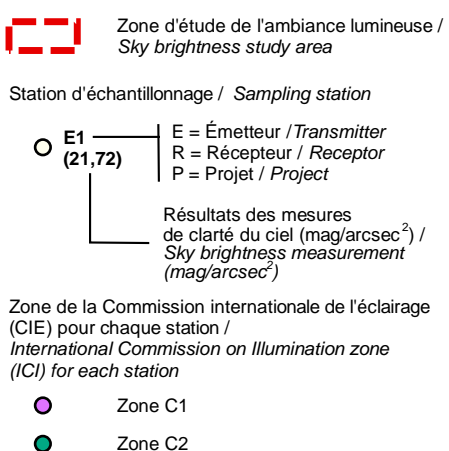 Zone d'étude de l'ambiance lumineuse /
Sky brightness study area
Station d'échantillonnage / Sampling station
E1
(21,72)
E = Émetteur / Transmitter
R = Récepteur / Receptor
P = Projet / Project
Résultats des mesures
de clarté du ciel (mag/arcsec²) /
Sky brightness measurement
(mag/arcsec²)
Zone de la Commission internationale de l'éclairage
(CIE) pour chaque station /
International Commission on Illumination zone
(ICI) for each station
Zone C1
Zone C2